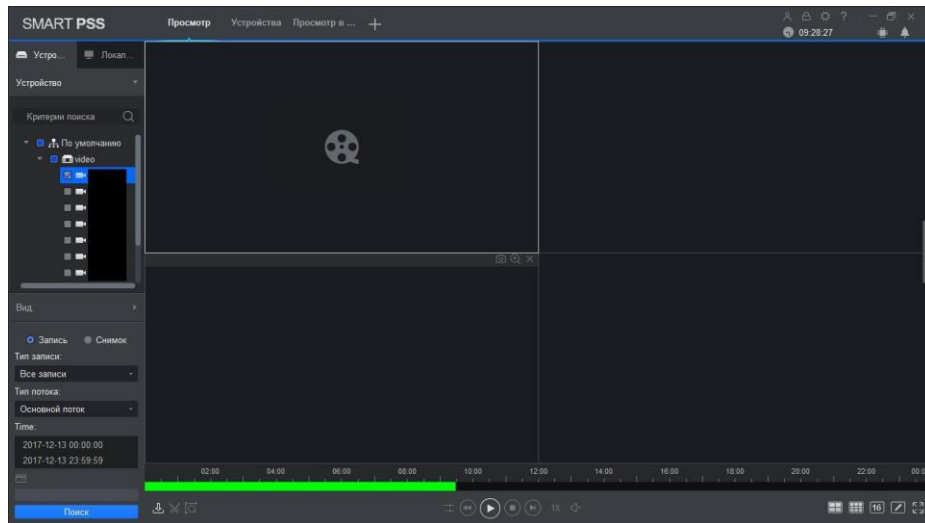 SMART PSS
Просмотр Устройства Просмотр в ... +
?
09:28:27
Устро... Локал...
Устройство
Критерии поиска
По умолчанию
video
Вид
Запись Снимок
Тип записи:
Все записи
Тип потока:
Основной поток
Time:
2017-12-13 00:00:00
2017-12-13 23:59:59
Поиск
02:00 04:00 06:00 08:00 10:00 12:00 14:00 16:00 18:00 20:00 22:00 00:0
1X
16